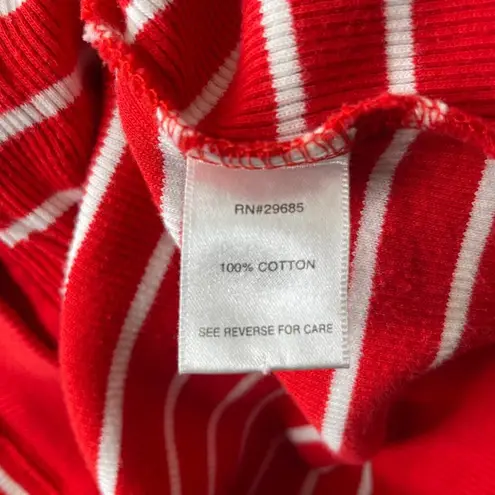 RN#29685
100% COTTON
SEE REVERSE FOR CARE